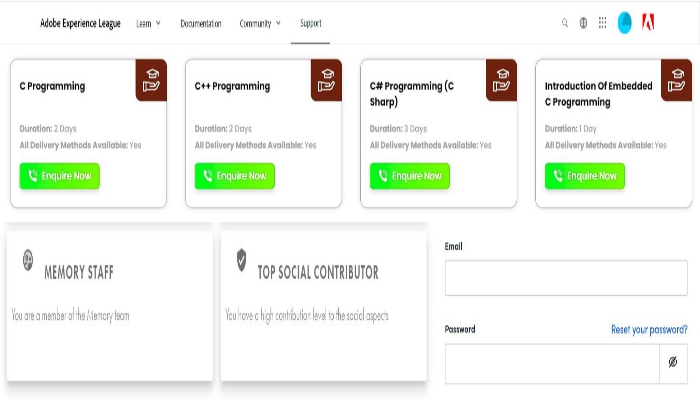 Adobe Experience League
Learn
Documentation
Community
Support
C Programming
Duration: 2 Days
All Delivery Methods Available: Yes
Enquire Now
C++ Programming
Duration: 2 Days
All Delivery Methods Available: Yes
Enquire Now
C# Programming (C
Sharp)
Duration: 3 Days
All Delivery Methods Available: Yes
Enquire Now
Introduction Of Embedded
C Programming
Duration: 1 Day
All Delivery Methods Available: Yes
Enquire Now
MEMORY STAFF
You are a member of the Memory team
TOP SOCIAL CONTRIBUTOR
You have a high contribution level to the social aspects
Email
Password
Reset your password?